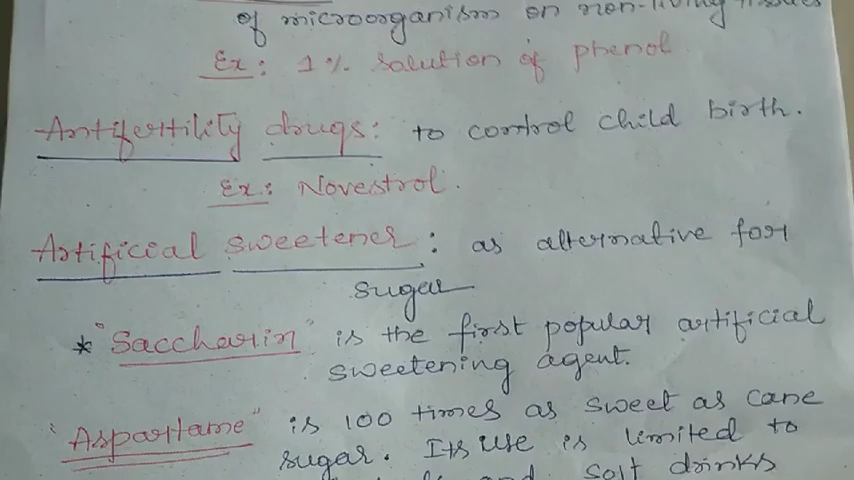 of microorganism on non-living tissues
Ex: 1% solution of phenol
Antifertility drugs: to control child birth.
Ex: Novestrol.
Artificial sweetener: as alternative for
sugar
* "Saccharin" is the first popular artificial
sweetening agent.
"Aspartame" is 100 times as sweet as cane
sugar. Its use is limited to
and soft drinks